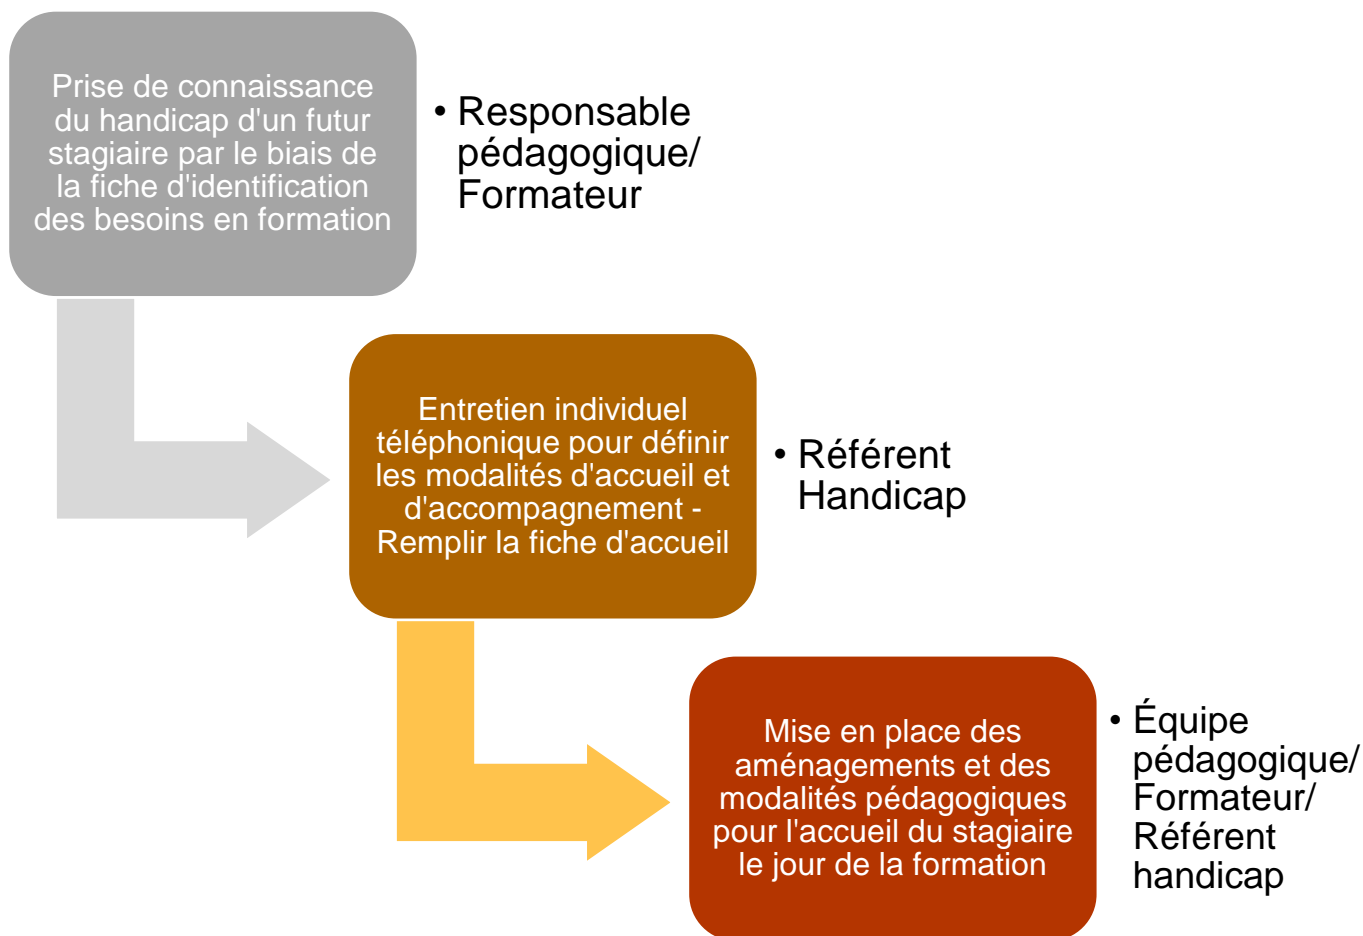 Prise de connaissance
du handicap d'un futur
stagiaire par le biais de
la fiche d'identification
des besoins en formation
• Responsable
pédagogique/
Formateur
Entretien individuel
téléphonique pour définir
les modalités d'accueil et
d'accompagnement -
Remplir la fiche d'accueil
• Référent
Handicap
Mise en place des
aménagements et des
modalités pédagogiques
pour l'accueil du stagiaire
le jour de la formation
• Équipe
pédagogique/
Formateur/
Référent
handicap